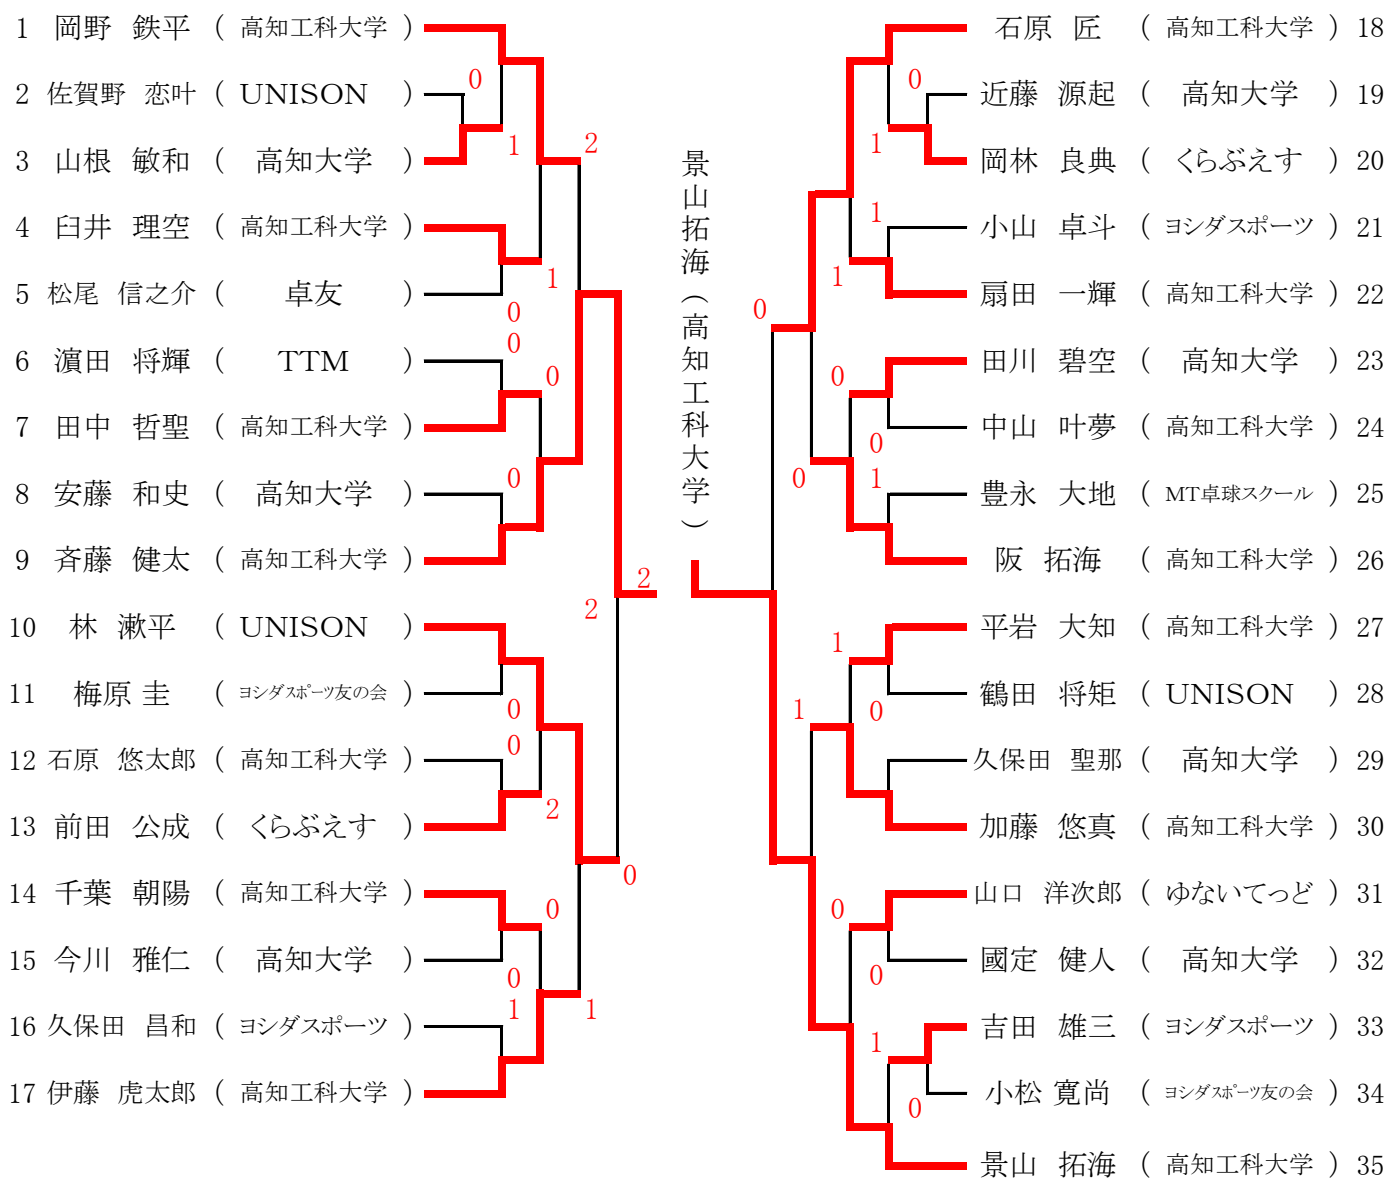 1 岡野 鉄平 ( 高知工科大学 )
2 佐賀野 恋叶 ( UNISON )
3 山根 敏和 ( 高知大学 )
4 臼井 理空 ( 高知工科大学 )
5 松尾 信之介 ( 卓友 )
6 濵田 将輝 ( TTM )
7 田中 哲聖 ( 高知工科大学 )
8 安藤 和史 ( 高知大学 )
9 斉藤 健太 ( 高知工科大学 )
10 林 漱平 ( UNISON )
11 梅原 圭 ( ヨシダスポーツ友の会 )
12 石原 悠太郎 ( 高知工科大学 )
13 前田 公成 ( くらぶえす )
14 千葉 朝陽 ( 高知工科大学 )
15 今川 雅仁 ( 高知大学 )
16 久保田 昌和 ( ヨシダスポーツ )
17 伊藤 虎太郎 ( 高知工科大学 )
0
1
2
1
0
0
0
0
2
2
0
0
2
0
0
0
1
1
景山拓海(高知工科大学)
石原 匠 ( 高知工科大学 ) 18
近藤 源起 ( 高知大学 ) 19
岡林 良典 ( くらぶえす ) 20
小山 卓斗 ( ヨシダスポーツ ) 21
扇田 一輝 ( 高知工科大学 ) 22
田川 碧空 ( 高知大学 ) 23
中山 叶夢 ( 高知工科大学 ) 24
豊永 大地 ( MT卓球スクール ) 25
阪 拓海 ( 高知工科大学 ) 26
平岩 大知 ( 高知工科大学 ) 27
鶴田 将矩 ( UNISON ) 28
久保田 聖那 ( 高知大学 ) 29
加藤 悠真 ( 高知工科大学 ) 30
山口 洋次郎 ( ゆないてっど ) 31
國定 健人 ( 高知大学 ) 32
吉田 雄三 ( ヨシダスポーツ ) 33
小松 寛尚 ( ヨシダスポーツ友の会 ) 34
景山 拓海 ( 高知工科大学 ) 35
0
1
1
1
0
0
0
0
1
1
1
0
0
0
1
0